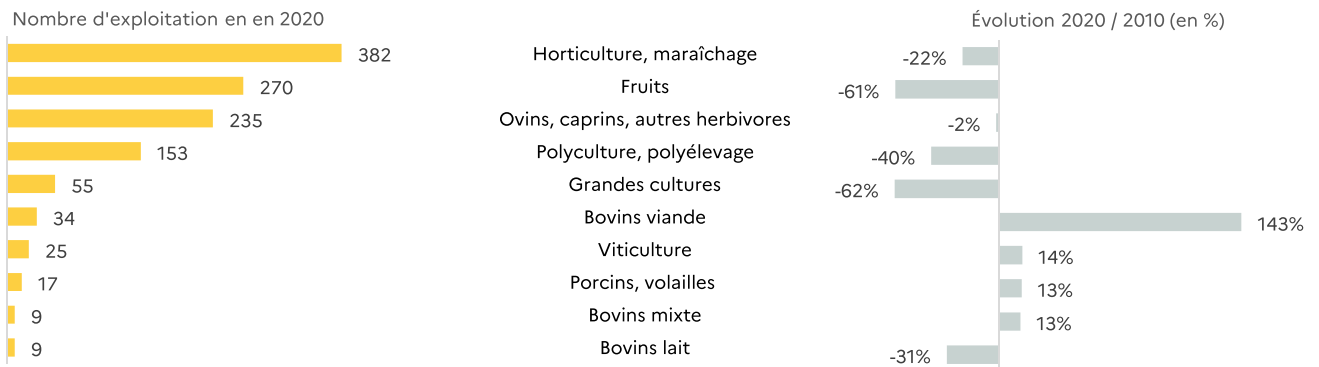 Nombre d'exploitation en en 2020
Évolution 2020 / 2010 (en %)
382 Horticulture, maraîchage -22%
270 Fruits -61%
235 Ovins, caprins, autres herbivores -2%
153 Polyculture, polyélevage -40%
55 Grandes cultures -62%
34 Bovins viande 143%
25 Viticulture 14%
17 Porcins, volailles 13%
9 Bovins mixte 13%
9 Bovins lait -31%